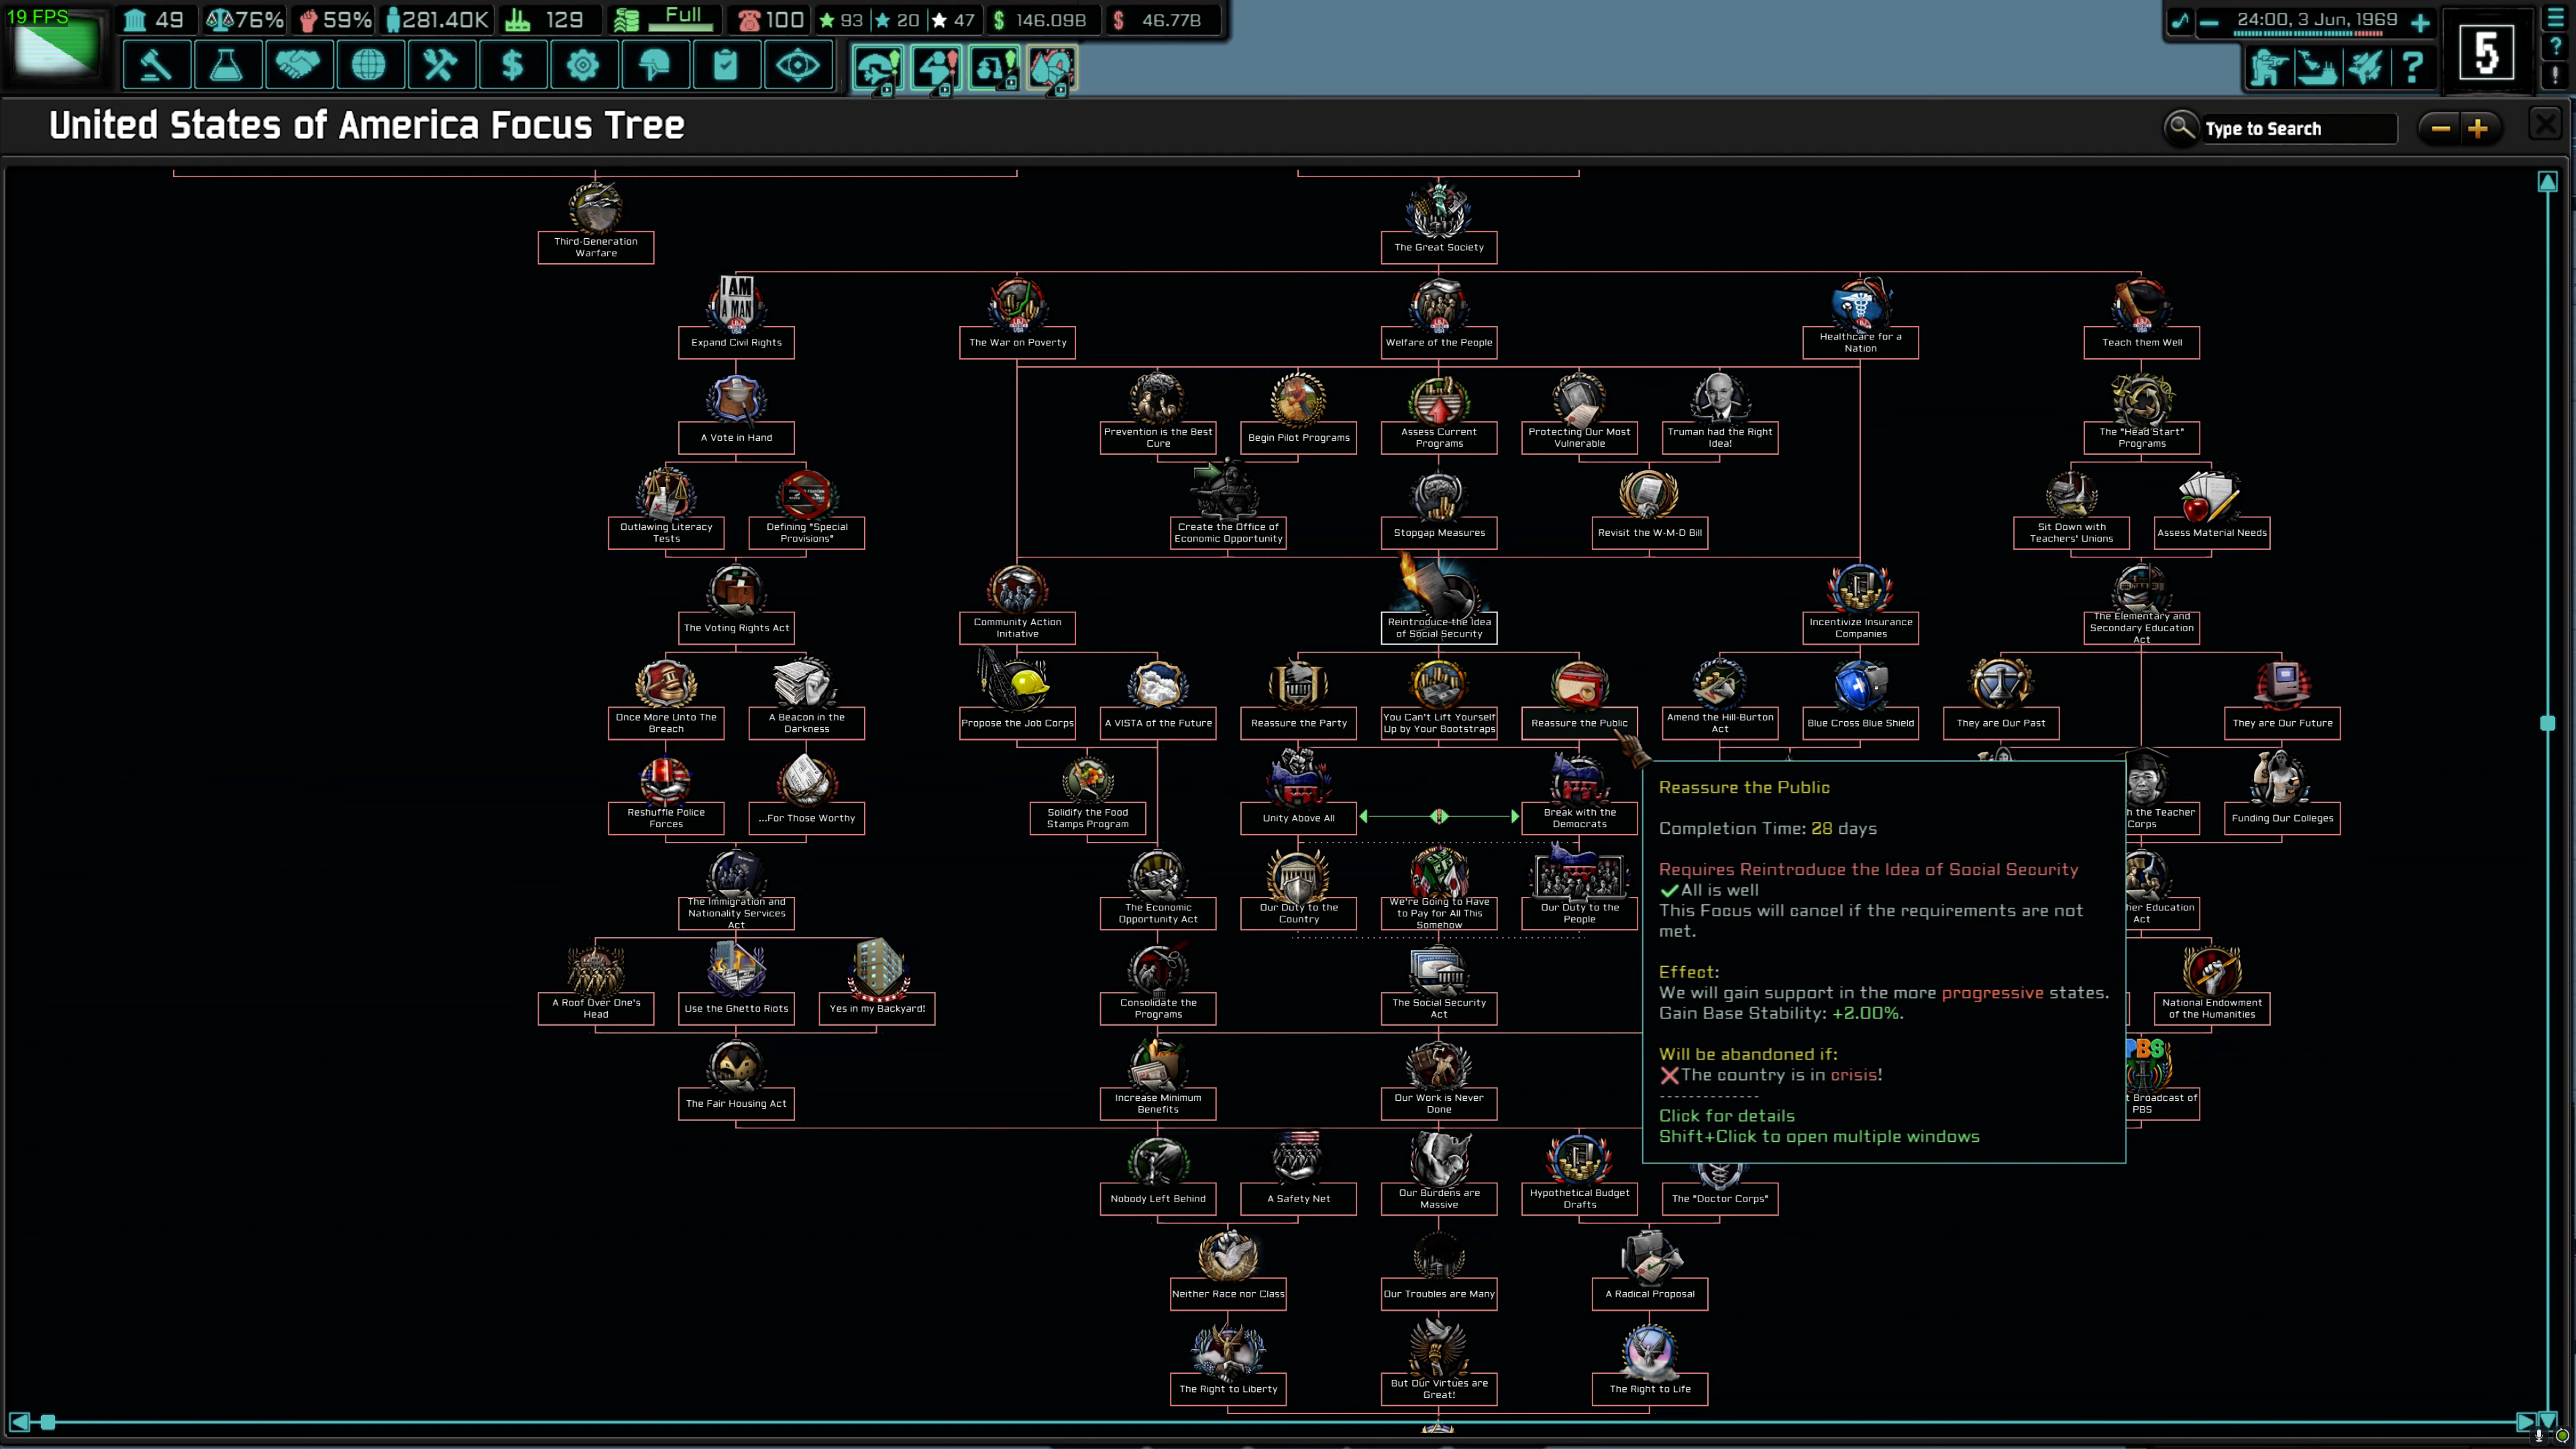 19 FPS
49
76%
59%
281.40K
129
Full
100
93
20
47
146.09B
46.77B
24:00, 3 Jun, 1969
5
United States of America Focus Tree
Type to Search
Third-Generation
Warfare
The Great Society
I AM
A MAN
Expand Civil Rights
The War on Poverty
Welfare of the People
Healthcare for a
Nation
Teach them Well
A Vote in Hand
Prevention is the Best
Cure
Begin Pilot Programs
Assess Current
Programs
Protecting Our Most
Vulnerable
Truman had the Right
Idea!
The "Head Start"
Programs
Outlawing Literacy
Tests
Defining "Special
Provisions"
Create the Office of
Economic Opportunity
Stopgap Measures
Revisit the W-M-D Bill
Sit Down with
Teachers' Unions
Assess Material Needs
The Voting Rights Act
Community Action
Initiative
Reintroduce the Idea
of Social Security
Incentivize Insurance
Companies
The Elementary and
Secondary Education
Act
Once More Unto The
Breach
A Beacon in the
Darkness
Propose the Job Corps
A VISTA of the Future
Reassure the Party
You Can't Lift Yourself
Up by Your Bootstraps
Reassure the Public
Amend the Hill-Burton
Act
Blue Cross Blue Shield
They are Our Past
They are Our Future
Reshuffle Police
Forces
...For Those Worthy
Solidify the Food
Stamps Program
Unity Above All
Break with the
Democrats
h the Teacher
Corps
Funding Our Colleges
The Immigration and
Nationality Services
Act
The Economic
Opportunity Act
Our Duty to the
Country
We're Going to Have
to Pay for All This
Somehow
Our Duty to the
People
her Education
Act
A Roof Over One's
Head
Use the Ghetto Riots
Yes in my Backyard!
Consolidate the
Programs
The Social Security
Act
National Endowment
of the Humanities
The Fair Housing Act
Increase Minimum
Benefits
Our Work is Never
Done
PBS
t Broadcast of
PBS
Nobody Left Behind
A Safety Net
Our Burdens are
Massive
Hypothetical Budget
Drafts
The "Doctor Corps"
Neither Race nor Class
Our Troubles are Many
A Radical Proposal
The Right to Liberty
But Our Virtues are
Great!
The Right to Life
Reassure the Public
Completion Time: 28 days
Requires Reintroduce the Idea of Social Security
All is well
This Focus will cancel if the requirements are not
met.
Effect:
We will gain support in the more progressive states.
Gain Base Stability: +2.00%.
Will be abandoned if:
The country is in crisis!
--------------
Click for details
Shift+Click to open multiple windows